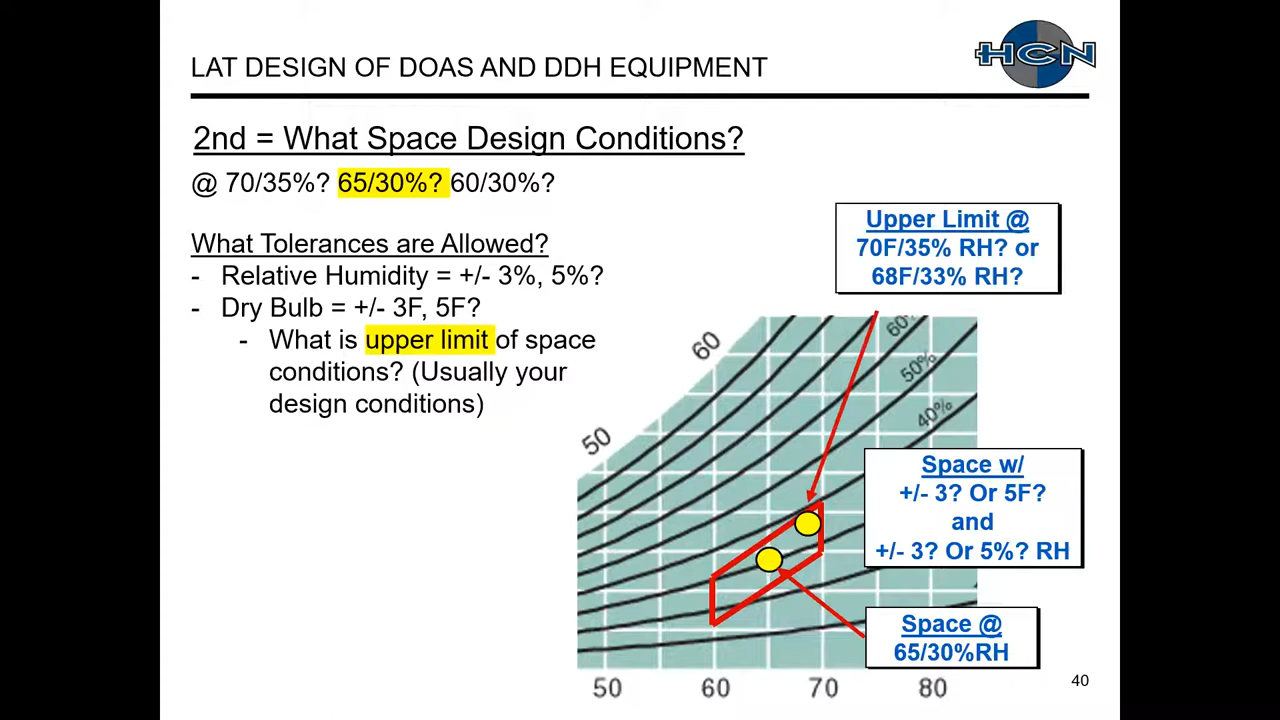 LAT DESIGN OF DOAS AND DDH EQUIPMENT
HCN
2nd = What Space Design Conditions?
@ 70/35%? 65/30%? 60/30%?
What Tolerances are Allowed?
- Relative Humidity = +/- 3%, 5%?
- Dry Bulb = +/- 3F, 5F?
- What is upper limit of space
conditions? (Usually your
design conditions)
Upper Limit @
70F/35% RH? or
68F/33% RH?
60
60%
50%
40%
50
Space w/
+/- 3? Or 5F?
and
+/- 3? Or 5%? RH
Space @
65/30%RH
50 60 70 80
40